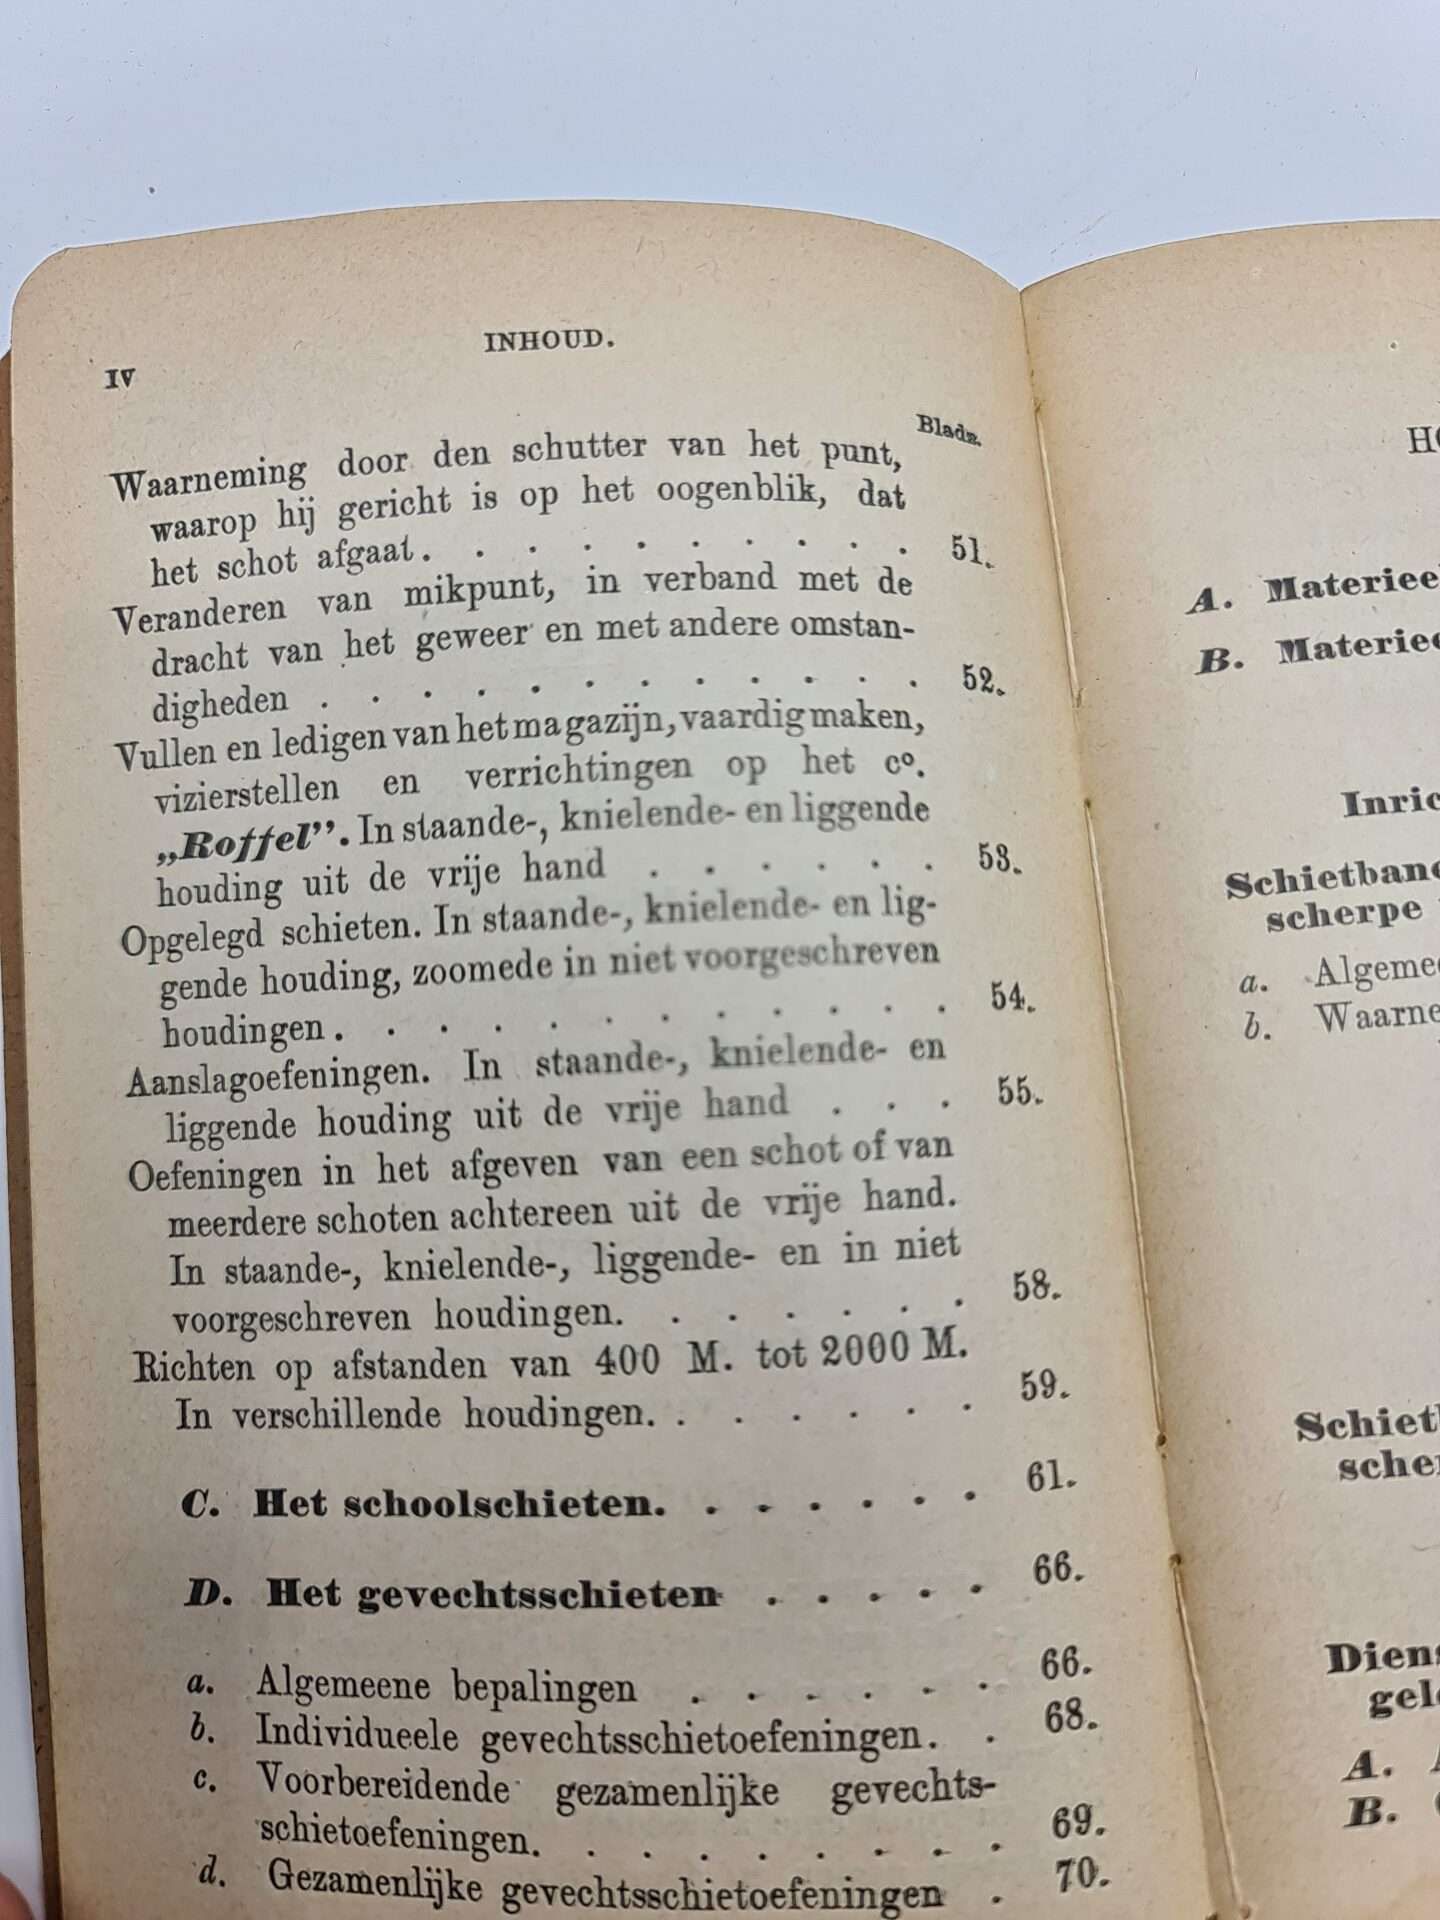 INHOUD.
IV
Bladz.
Waarneming door den schutter van het punt,
waarop hij gericht is op het oogenblik, dat
het schot afgaat. . . . . . . . . . 51.
Veranderen van mikpunt, in verband met de
dracht van het geweer en met andere omstan-
digheden . . . . . . . . . . . . 52.
Vullen en ledigen van het magazijn, vaardigmaken,
vizierstellen en verrichtingen op het co.
„Roffel”. In staande-, knielende- en liggende
houding uit de vrije hand . . . . . . 53.
Opgelegd schieten. In staande-, knielende- en lig-
gende houding, zoomede in niet voorgeschreven
houdingen . . . . . . . . . . . . 54.
Aanslagoefeningen. In staande-, knielende- en
liggende houding uit de vrije hand . . . 55.
Oefeningen in het afgeven van een schot of van
meerdere schoten achtereen uit de vrije hand.
In staande-, knielende-, liggende- en in niet
voorgeschreven houdingen. . . . . . . 58.
Richten op afstanden van 400 M. tot 2000 M.
In verschillende houdingen. . . . . . . 59.
C. Het schoolschieten. . . . . . . 61.
D. Het gevechtsschieten . . . . . 66.
a. Algemeene bepalingen . . . . . . 66.
b. Individueele gevechtsschietoefeningen. . 68.
c. Voorbereidende gezamenlijke gevechts-
schietoefeningen. . . . . . . . . 69.
d. Gezamenlijke gevechtsschietoefeningen . 70.
A.
B.
scherpe
a.
b.
A.
B.